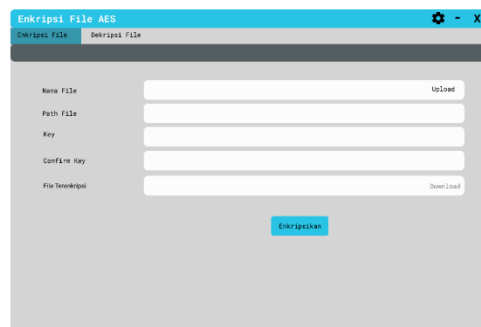 Enkripsi File AES - X
Enkripsi File Dekripsi File
Nama File Upload
Path File
Key
Confirm Key
File Terenkripsi Download
Enkripsikan